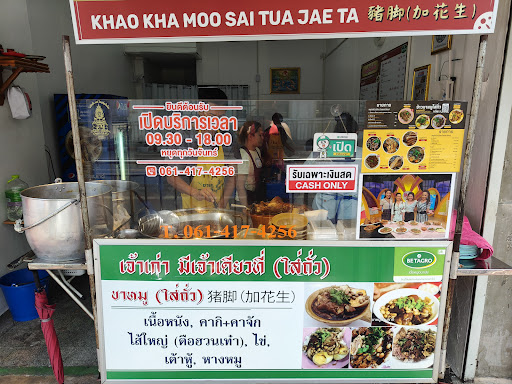 KHAO KHA MOO SAI TUA JAE TA 豬脚(加花生)
ยินดีต้อนรับ
เปิดบริการเวลา
09.30 - 18.00
หยุดทุกวันจันทร์
061-417-4256
เปิด
รับเฉพาะเงินสด
CASH ONLY
T. 061-417-4256
เจ้าเก่า มีเจ้าเดียวที่ (ใส่ถั่ว)
BETAGRO
ขาหมู (ใส่ถั่ว) 豬脚(加花生)
เนื้อหนัง, คากิ+คาจัก
ไส้ใหญ่ (ตือฮวนเท้า), ไข่,
เต้าหู้, หางหมู